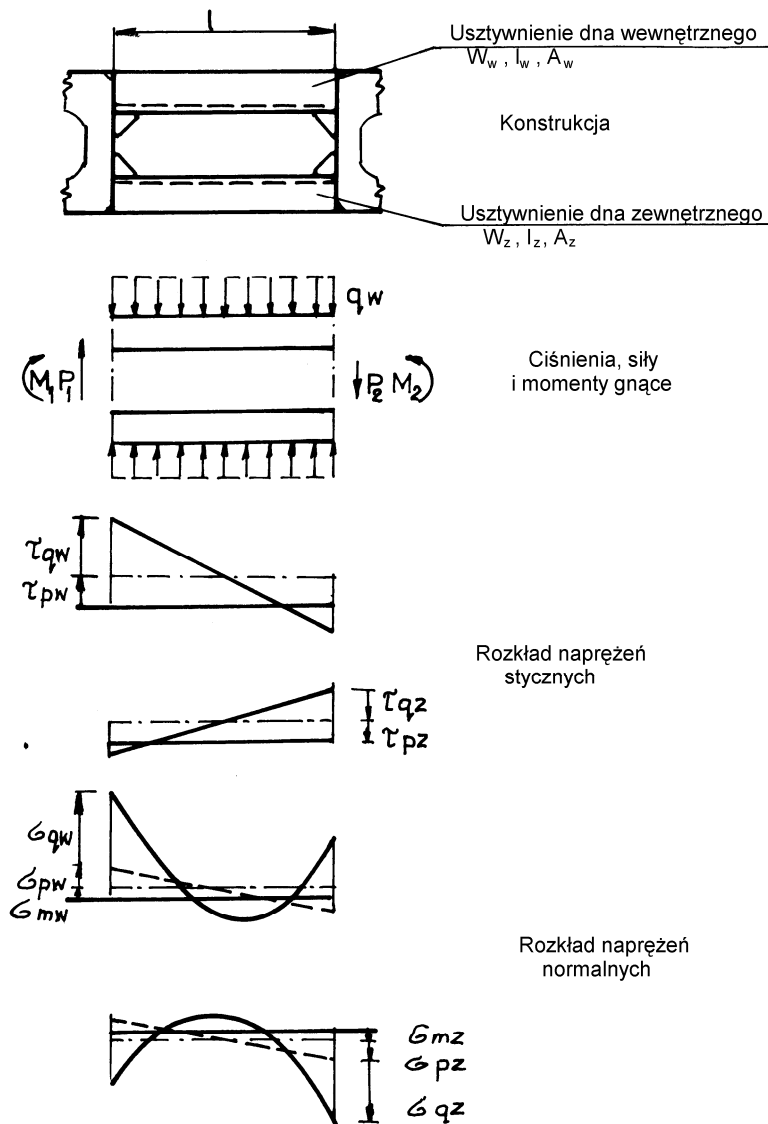 l
Usztywnienie dna wewnętrznego
Ww , Iw , Aw
Konstrukcja
Usztywnienie dna zewnętrznego
Wz , Iz, Az
qw
M1 P1
P2 M2
Ciśnienia, siły
i momenty gnące
τqw
τpw
Rozkład naprężeń
stycznych
τqz
τpz
σqw
σpw
σmw
Rozkład naprężeń
normalnych
σmz
σpz
σqz